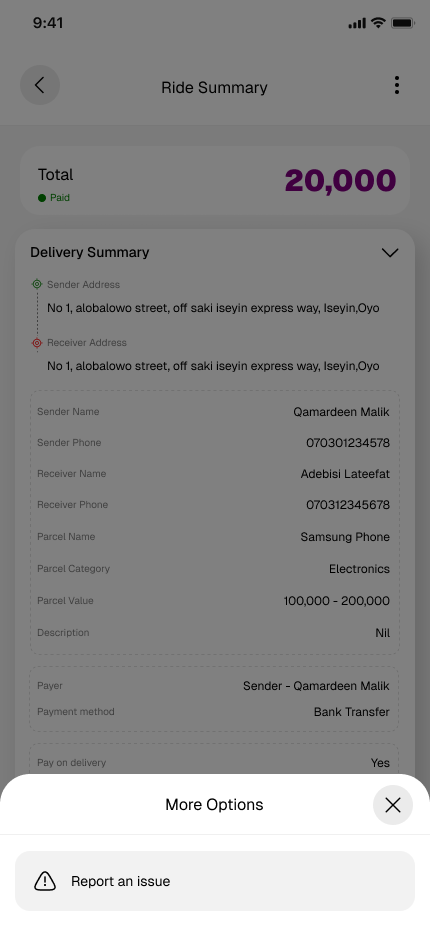 9:41
Ride Summary
Total
20,000
Paid
Delivery Summary
Sender Address
No 1, alobalowo street, off saki iseyin express way, Iseyin,Oyo
Receiver Address
No 1, alobalowo street, off saki iseyin express way, Iseyin,Oyo
Sender Name Qamardeen Malik
Sender Phone 070301234578
Receiver Name Adebisi Lateefat
Receiver Phone 070312345678
Parcel Name Samsung Phone
Parcel Category Electronics
Parcel Value 100,000 - 200,000
Description Nil
Payer Sender - Qamardeen Malik
Payment method Bank Transfer
Pay on delivery Yes
More Options
Report an issue